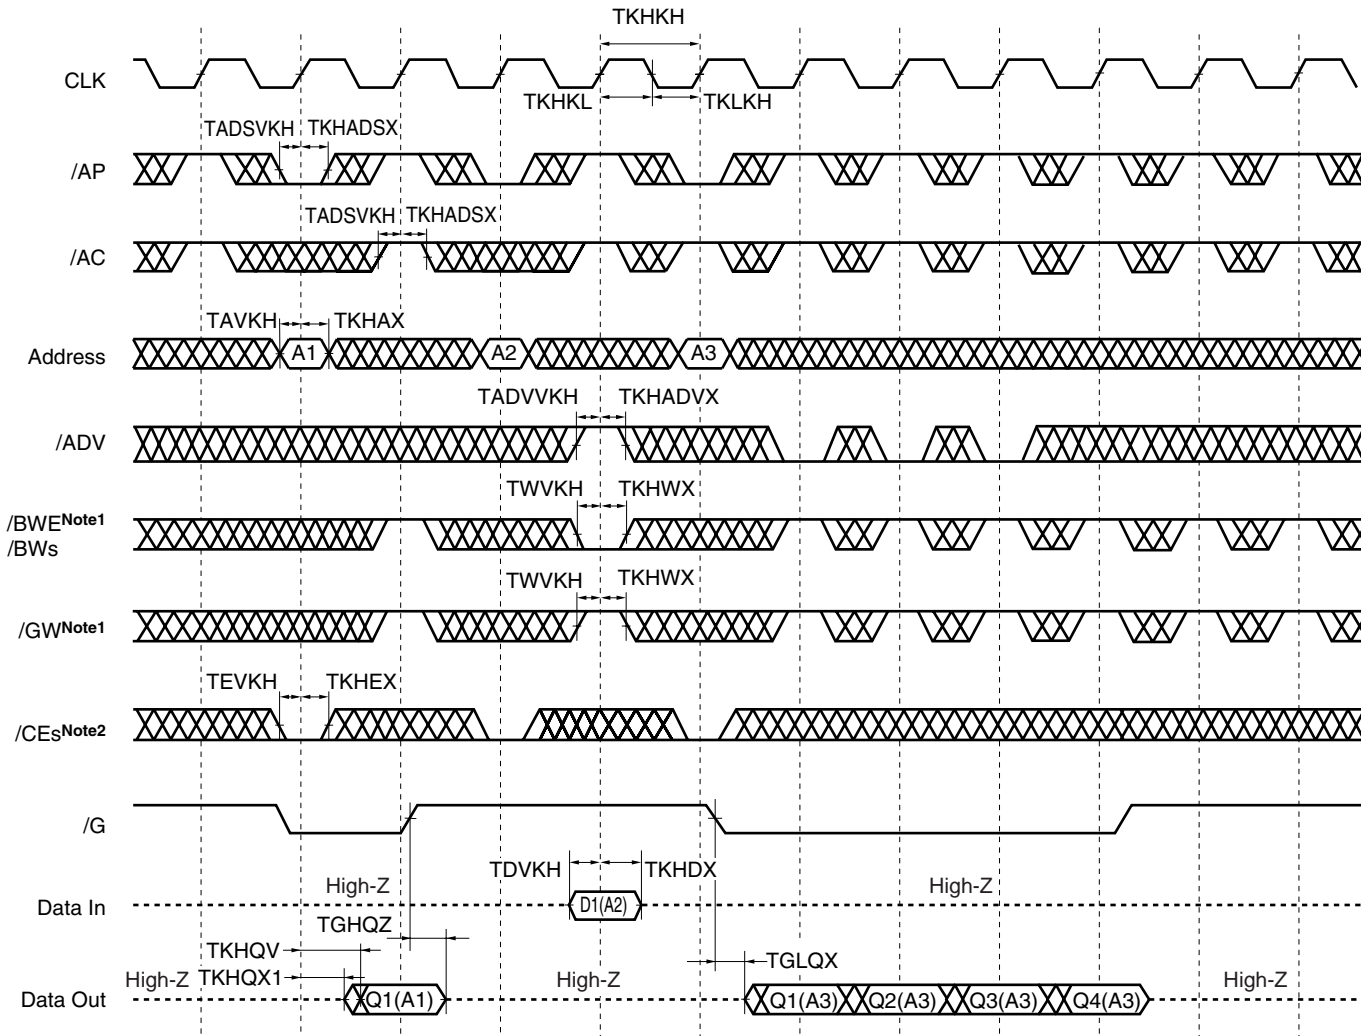 TKHKH
CLK
TKHKL TKLKH
TADSVKH TKHADSX
/AP
TADSVKH TKHADSX
/AC
TAVKH TKHAX
Address A1 A2 A3
TADVVKH TKHADVX
/ADV
TWVKH TKHWX
/BWENote1
/BWs
TWVKH TKHWX
/GWNote1
TEVKH TKHEX
/CEsNote2
/G
TDVKH TKHDX
High-Z High-Z
Data In D1(A2)
TGHQZ
TKHQV
TGLQX
High-Z TKHQX1 High-Z High-Z
Data Out Q1(A1) Q1(A3) Q2(A3) Q3(A3) Q4(A3)